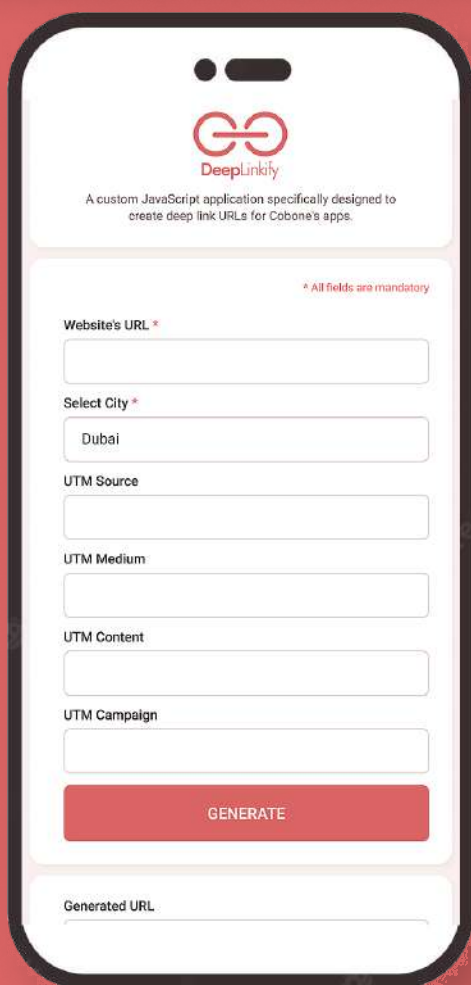 DeepLinkify
A custom JavaScript application specifically designed to
create deep link URLs for Cobone's apps.
* All fields are mandatory
Website's URL *
Select City *
Dubai
UTM Source
UTM Medium
UTM Content
UTM Campaign
GENERATE
Generated URL